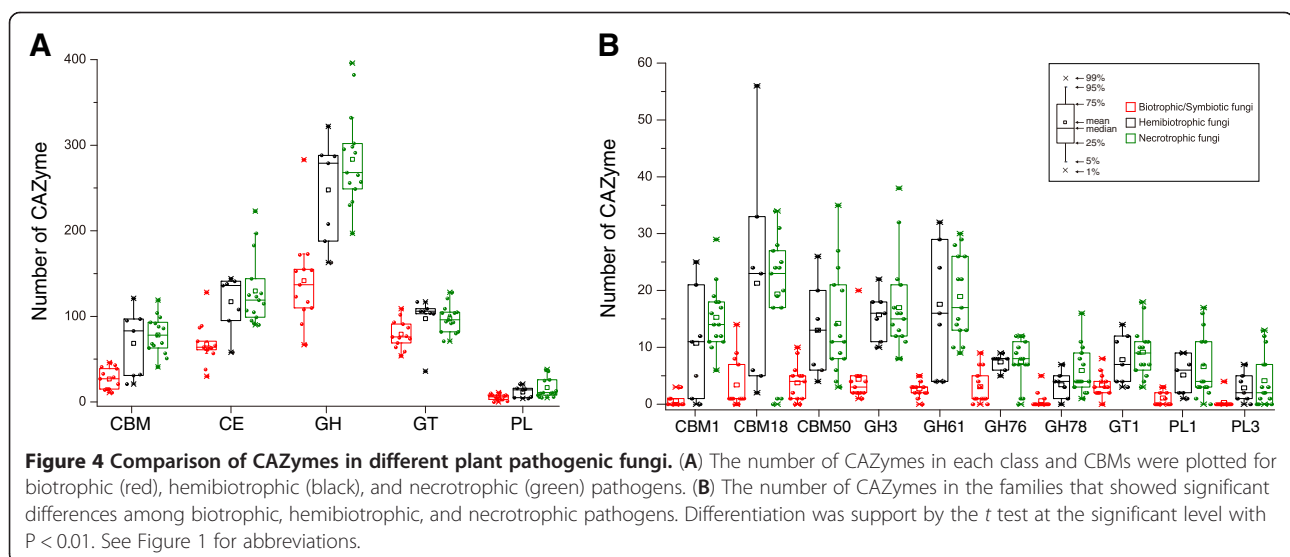 A
B
400
300
200
100
0
Number of CAZyme
CBM
CE
GH
GT
PL
60
50
40
30
20
10
0
Number of CAZyme
CBM1
CBM18
CBM50
GH3
GH61
GH76
GH78
GT1
PL1
PL3
99%
95%
75%
mean
median
25%
5%
1%
Biotrophic/Symbiotic fungi
Hemibiotrophic fungi
Necrotrophic fungi
Figure 4 Comparison of CAZymes in different plant pathogenic fungi. (A) The number of CAZymes in each class and CBMs were plotted for
biotrophic (red), hemibiotrophic (black), and necrotrophic (green) pathogens. (B) The number of CAZymes in the families that showed significant
differences among biotrophic, hemibiotrophic, and necrotrophic pathogens. Differentiation was support by the t test at the significant level with
P < 0.01. See Figure 1 for abbreviations.